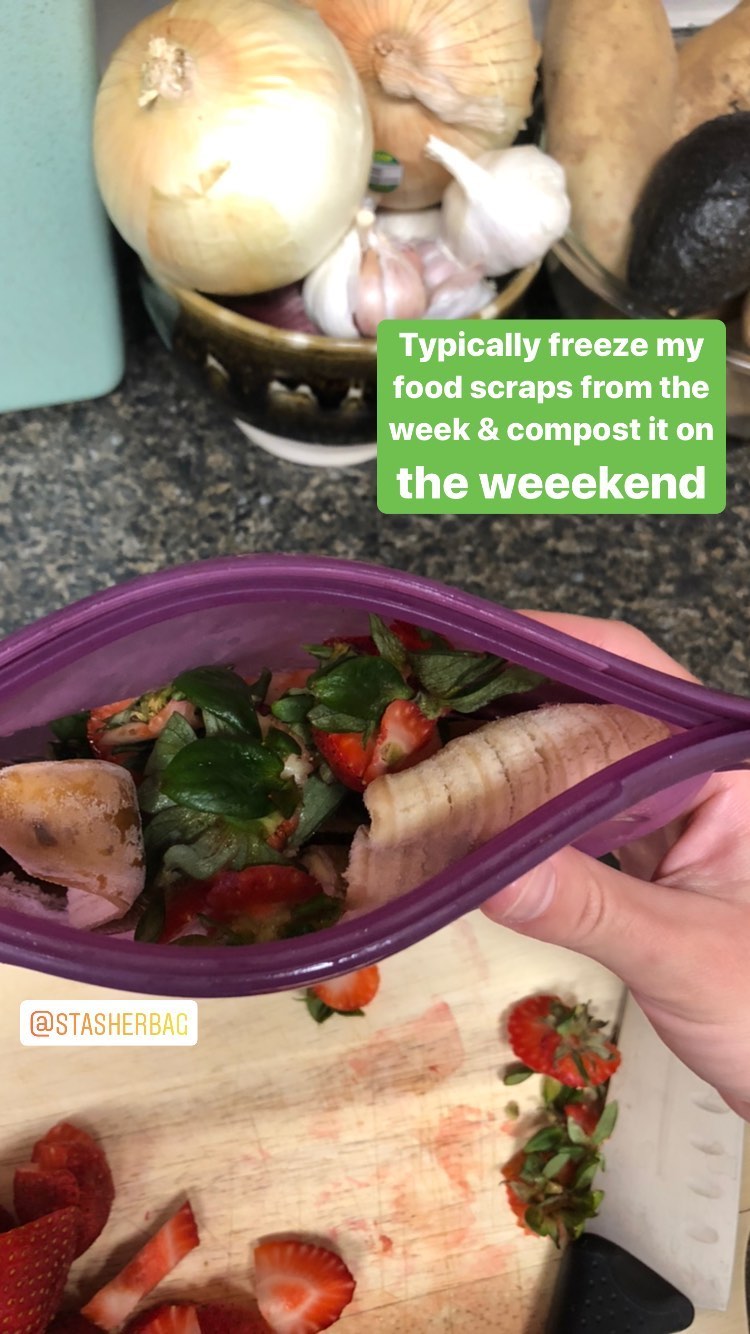 Typically freeze my
food scraps from the
week & compost it on
the weeekend
@STASHERBAG